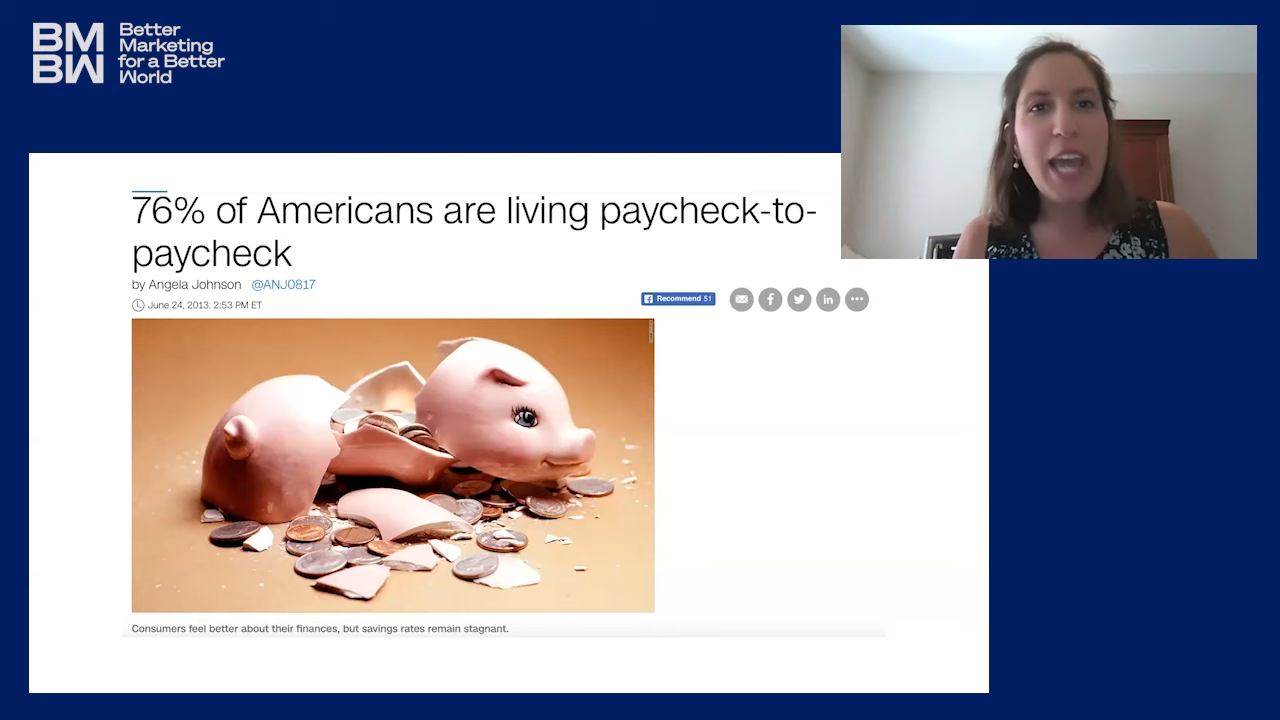 BM
BW
Better
Marketing
for a Better
World
76% of Americans are living paycheck-to-
paycheck
by Angela Johnson @ANJ0817
June 24, 2013: 2:53 PM ET
Recommend 51
Consumers feel better about their finances, but savings rates remain stagnant.